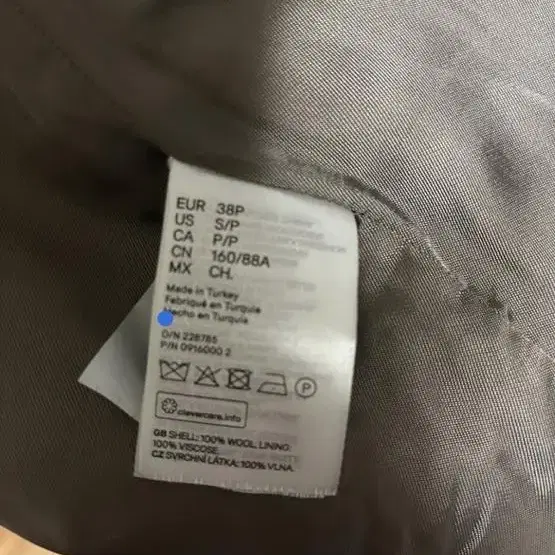 EUR 38P
US S/P
CA P/P
CN 160/88A
MX CH.
Made in Turkey
Fabriqué en Turquie
Hecho en Turquía
O/N 228785
P/N 0916000 2
P
clevercare.info
GB SHELL: 100% WOOL, LINING:
100% VISCOSE
CZ SVRCHNÍ LÁTKA: 100% VLNA,